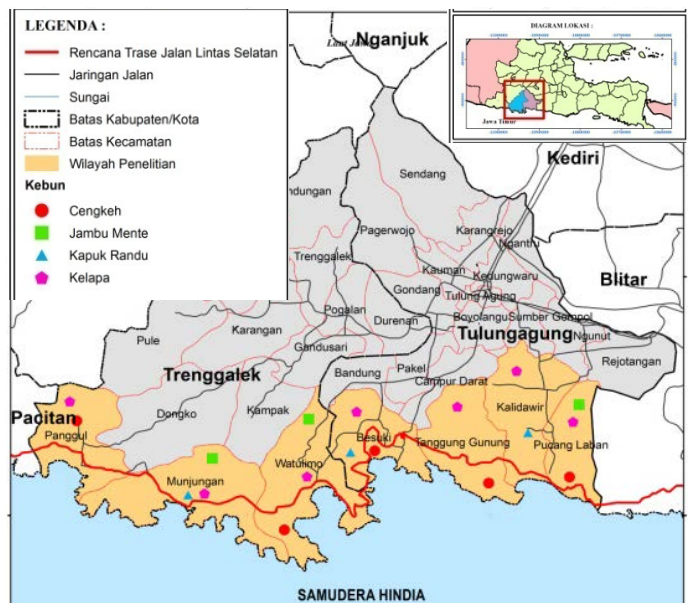 LEGENDA :
Rencana Trase Jalan Lintas Selatan
Jaringan Jalan
Sungai
Batas Kabupaten/Kota
Batas Kecamatan
Wilayah Penelitian
Kebun
Cengkeh
Jambu Mente
Kapuk Randu
Kelapa
DIAGRAM LOKASI :
Jawa Timur
Nganjuk
Kediri
Sendang
ndungan
Pagerwojo
Karangrejo
Ngantru
Trenggalek
Kauman
Kedungwaru
Blitar
Gondang
Tulung Agung
Pogalan
Durenan
Boyolangu
Sumber Gempol
Karangan
Tulungagung
Ngunut
Pule
Gandusari
Rejotangan
Bandung
Pakel
Trenggalek
Campur Darat
Dongko
Kampak
Kalidawir
Pacitan
Panggul
Besuki
Tanggung Gunung
Pucang Laban
Watulimo
Munjungan
SAMUDERA HINDIA